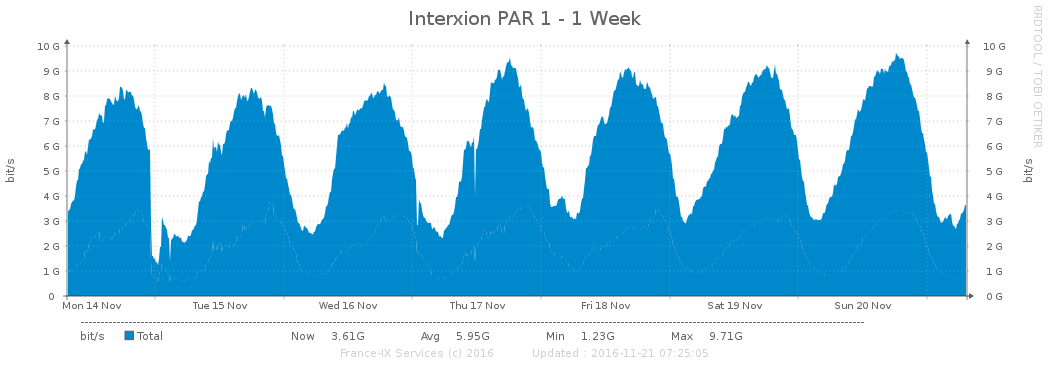 Interxion PAR 1 - 1 Week
RRDTOOL / TOBI OETIKER
10 G 10 G
9 G 9 G
8 G 8 G
7 G 7 G
6 G 6 G
5 G 5 G
4 G 4 G
3 G 3 G
2 G 2 G
1 G 1 G
0 0 G
bit/s bit/s
Mon 14 Nov Tue 15 Nov Wed 16 Nov Thu 17 Nov Fri 18 Nov Sat 19 Nov Sun 20 Nov
bit/s Total Now 3.61G Avg 5.95G Min 1.23G Max 9.71G
France-IX Services (c) 2016 Updated : 2016-11-21 07:25:05